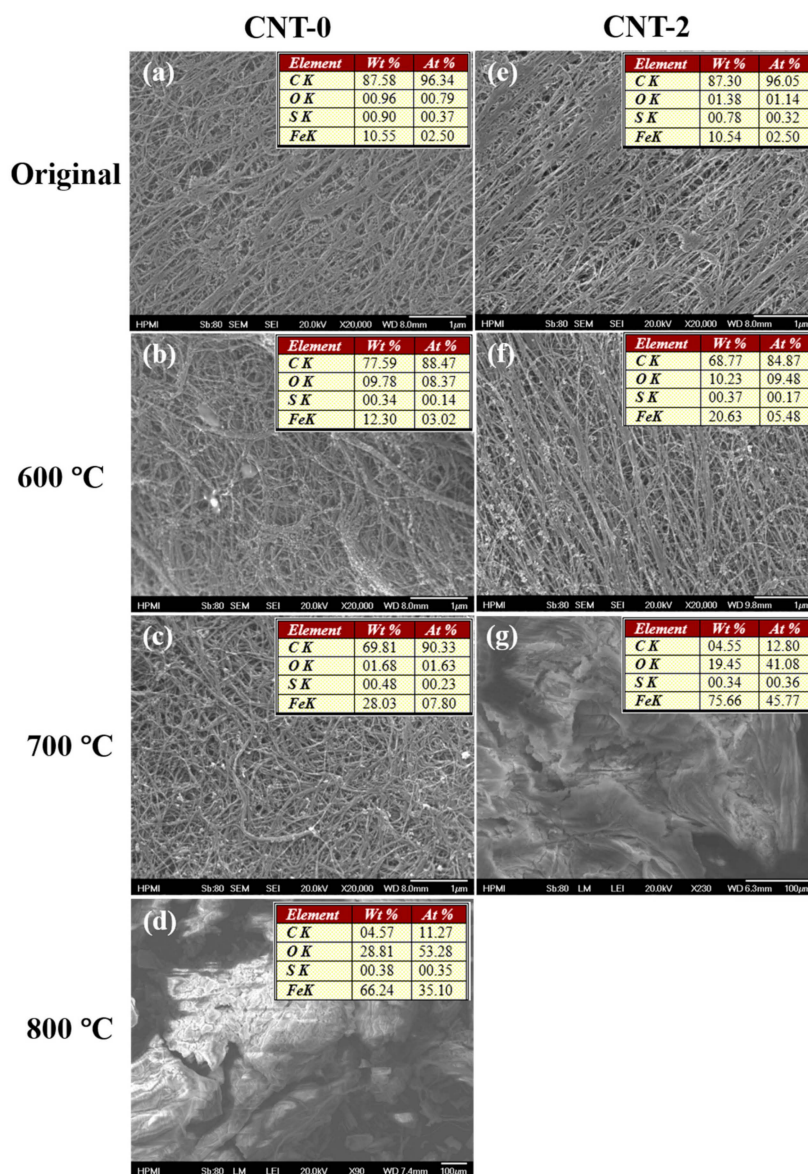 CNT-0 CNT-2
Original
(a)
Element Wt % At %
C K 87.58 96.34
O K 00.96 00.79
S K 00.90 00.37
FeK 10.55 02.50
HPMI Sb:80 SEM SEI 20.0kV X20,000 WD 8.0mm 1μm
(e)
Element Wt % At %
C K 87.30 96.05
O K 01.38 01.14
S K 00.78 00.32
FeK 10.54 02.50
HPMI Sb:80 SEM SEI 20.0kV X20,000 WD 8.0mm 1μm
600 °C
(b)
Element Wt % At %
C K 77.59 88.47
O K 09.78 08.37
S K 00.34 00.14
FeK 12.30 03.02
HPMI Sb:80 SEM SEI 20.0kV X20,000 WD 8.0mm 1μm
(f)
Element Wt % At %
C K 68.77 84.87
O K 10.23 09.48
S K 00.37 00.17
FeK 20.63 05.48
HPMI Sb:80 SEM SEI 20.0kV X20,000 WD 9.8mm 1μm
700 °C
(c)
Element Wt % At %
C K 69.81 90.33
O K 01.68 01.63
S K 00.48 00.23
FeK 28.03 07.80
HPMI Sb:80 SEM SEI 20.0kV X20,000 WD 8.0mm 1μm
(g)
Element Wt % At %
C K 04.55 12.80
O K 19.45 41.08
S K 00.34 00.36
FeK 75.66 45.77
HPMI Sb:80 LM LEI 20.0kV X230 WD 6.3mm 100μm
800 °C
(d)
Element Wt % At %
C K 04.57 11.27
O K 28.81 53.28
S K 00.38 00.35
FeK 66.24 35.10
HPMI Sb:80 LM LEI 20.0kV X90 WD 7.4mm 100μm